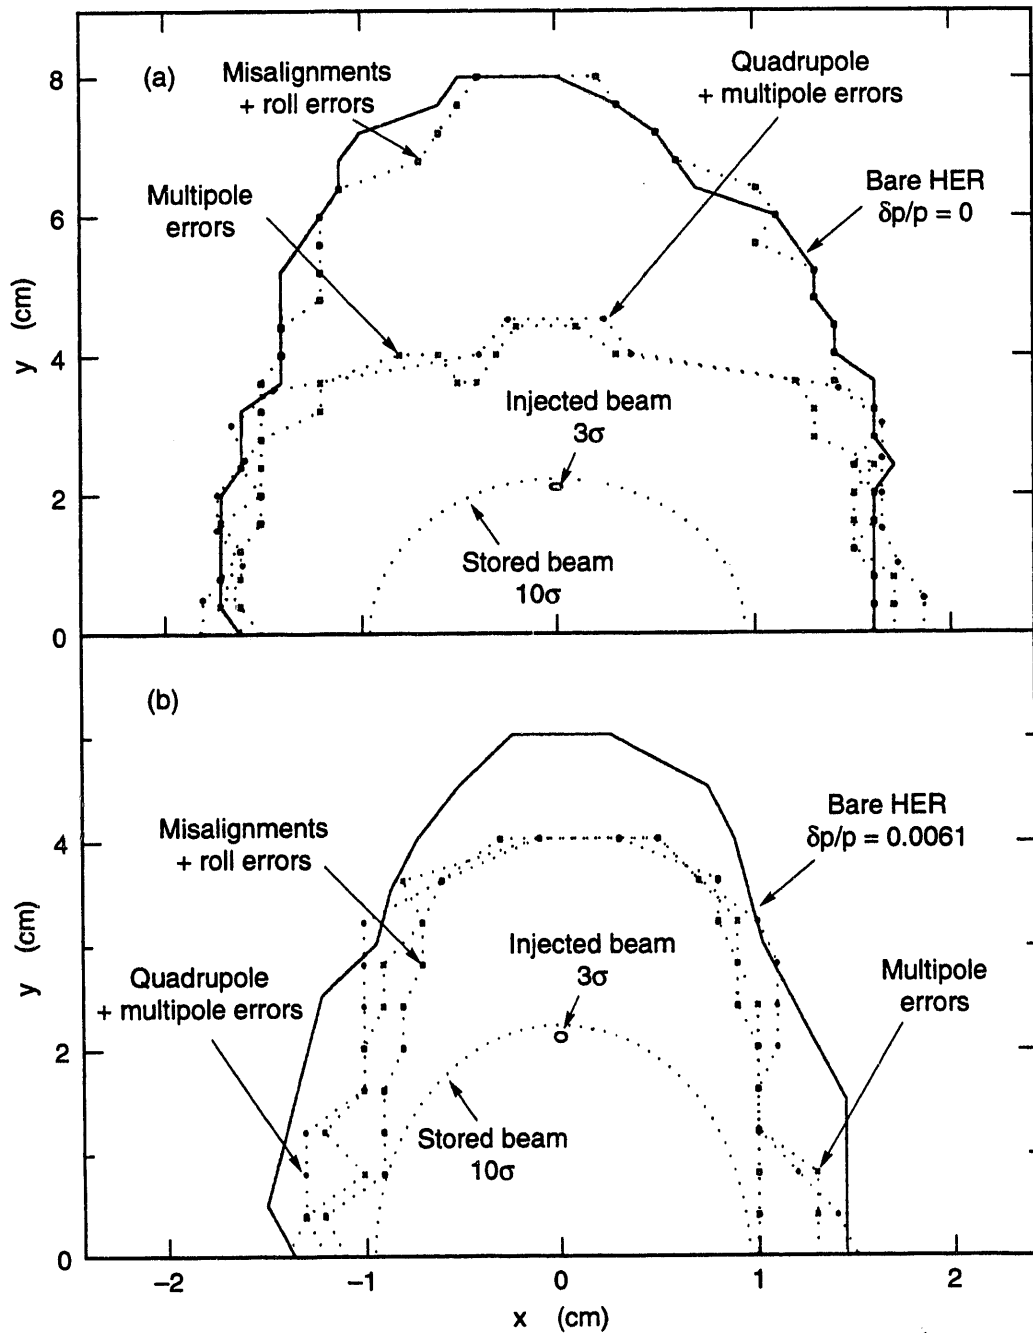 (a)
Misalignments
+ roll errors
Quadrupole
+ multipole errors
Multipole
errors
Bare HER
δp/p = 0
Injected beam
3σ
Stored beam
10σ
y (cm)
8
6
4
2
0
(b)
Misalignments
+ roll errors
Bare HER
δp/p = 0.0061
Quadrupole
+ multipole errors
Injected beam
3σ
Multipole
errors
Stored beam
10σ
y (cm)
4
2
0
–2 –1 0 1 2
x (cm)